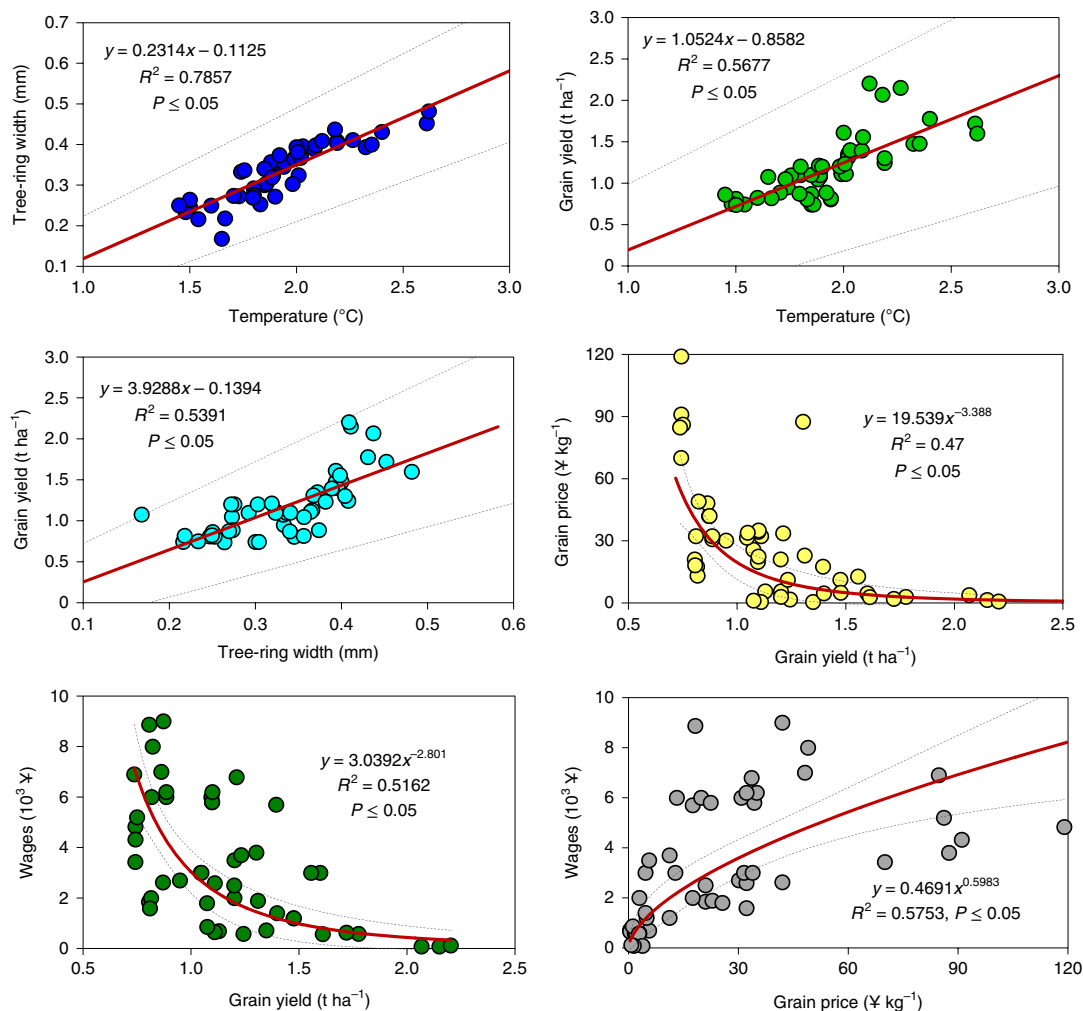 Tree-ring width (mm)
0.7
0.6
0.5
0.4
0.3
0.2
0.1
y = 0.2314x – 0.1125
R² = 0.7857
P ≤ 0.05
1.0 1.5 2.0 2.5 3.0
Temperature (°C)
Grain yield (t ha⁻¹)
3.0
2.5
2.0
1.5
1.0
0.5
0
y = 1.0524x – 0.8582
R² = 0.5677
P ≤ 0.05
1.0 1.5 2.0 2.5 3.0
Temperature (°C)
Grain yield (t ha⁻¹)
3.0
2.5
2.0
1.5
1.0
0.5
0
y = 3.9288x – 0.1394
R² = 0.5391
P ≤ 0.05
0.1 0.2 0.3 0.4 0.5 0.6
Tree-ring width (mm)
Grain price (¥ kg⁻¹)
120
90
60
30
0
y = 19.539x⁻³·³⁸⁸
R² = 0.47
P ≤ 0.05
0.5 1.0 1.5 2.0 2.5
Grain yield (t ha⁻¹)
Wages (10³ ¥)
10
8
6
4
2
0
y = 3.0392x⁻²·⁸⁰¹
R² = 0.5162
P ≤ 0.05
0.5 1.0 1.5 2.0 2.5
Grain yield (t ha⁻¹)
Wages (10³ ¥)
10
8
6
4
2
0
y = 0.4691x⁰·⁵⁹⁸³
R² = 0.5753, P ≤ 0.05
0 30 60 90 120
Grain price (¥ kg⁻¹)